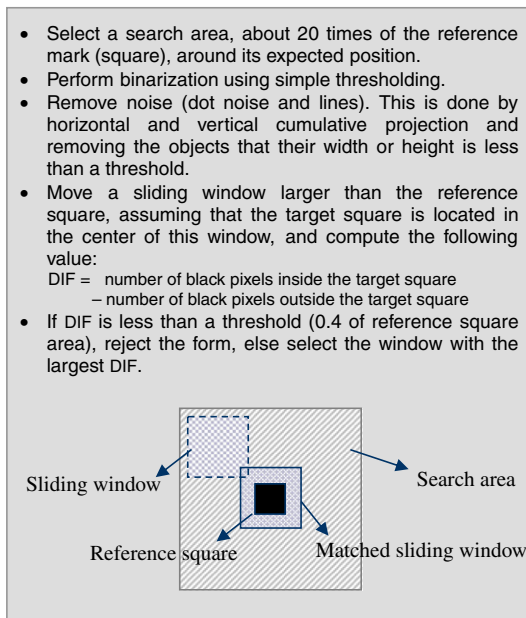 • Select a search area, about 20 times of the reference
mark (square), around its expected position.
• Perform binarization using simple thresholding.
• Remove noise (dot noise and lines). This is done by
horizontal and vertical cumulative projection and
removing the objects that their width or height is less
than a threshold.
• Move a sliding window larger than the reference
square, assuming that the target square is located in
the center of this window, and compute the following
value:
DIF = number of black pixels inside the target square
– number of black pixels outside the target square
• If DIF is less than a threshold (0.4 of reference square
area), reject the form, else select the window with the
largest DIF.
Sliding window
Search area
Reference square
Matched sliding window